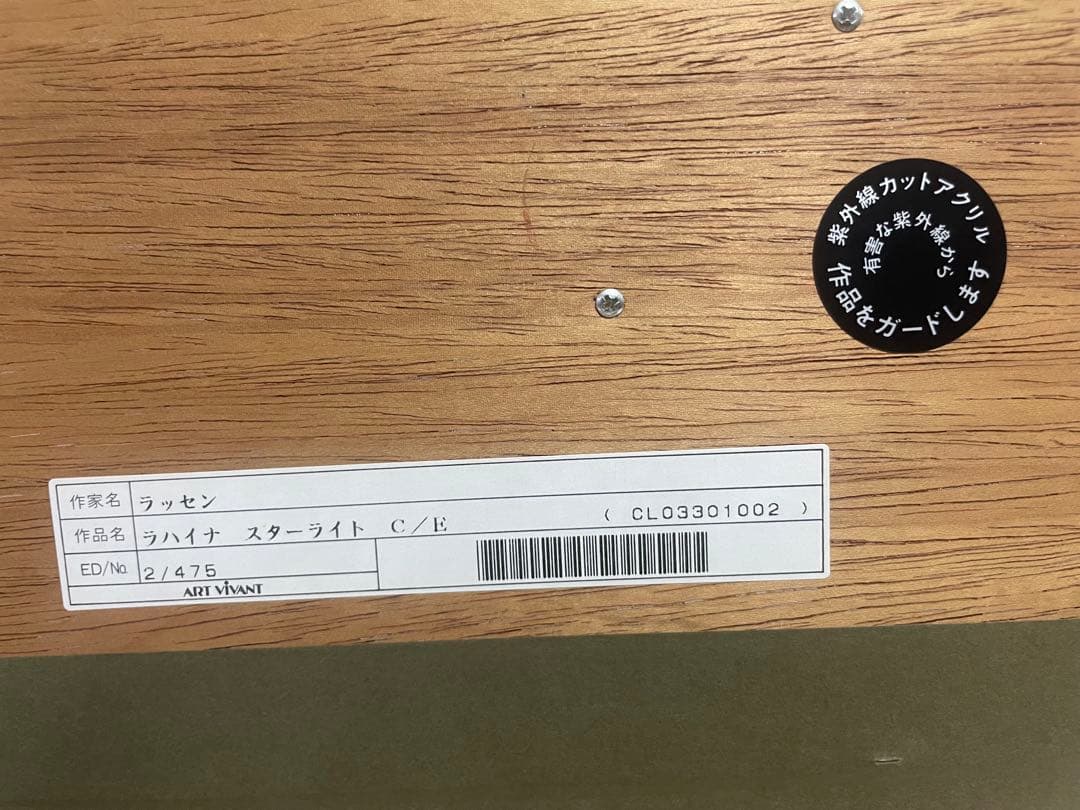 紫外線カットアクリル
有害な紫外線から
作品をガードします
作家名 ラッセン
作品名 ラハイナ スターライト C/E ( CL03301002 )
ED/No. 2/475
ART ViVANT